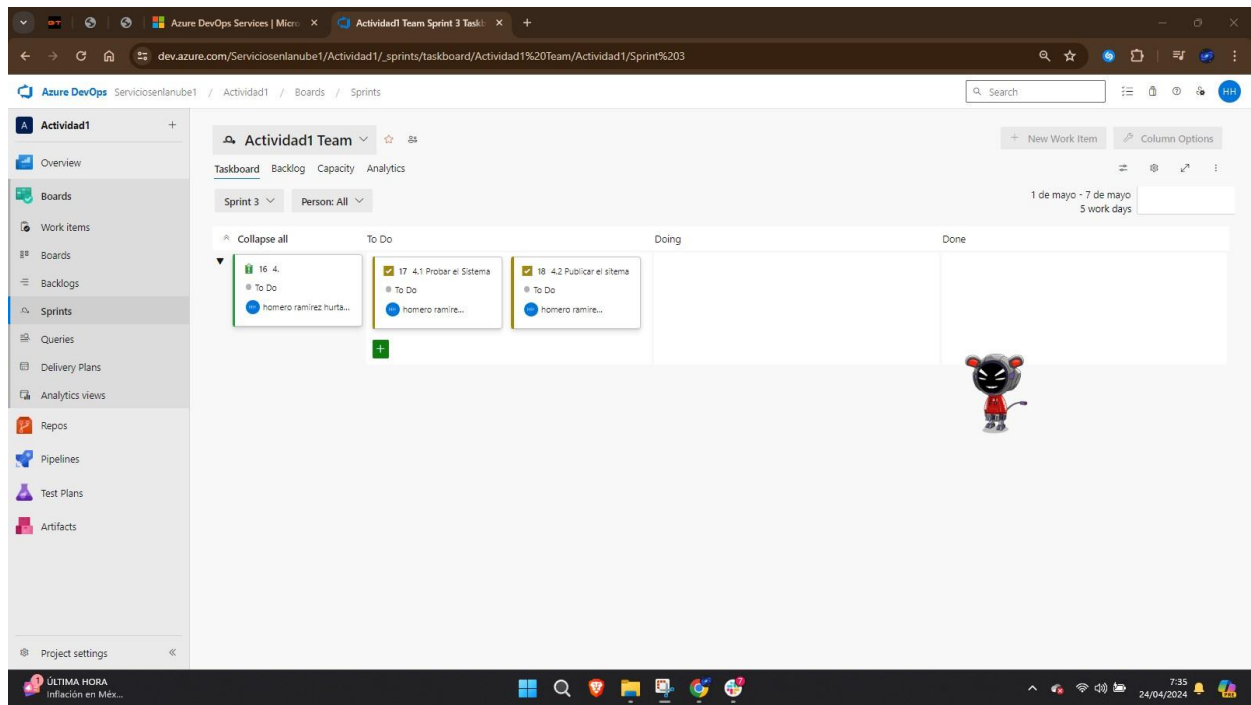 Azure DevOps Services | Micro
Actividad1 Team Sprint 3 Taskb
dev.azure.com/Serviciosenlanube1/Actividad1/_sprints/taskboard/Actividad1%20Team/Actividad1/Sprint%203
Azure DevOps Serviciosenlanube1 / Actividad1 / Boards / Sprints
Search
HH
A Actividad1
Actividad1 Team
New Work Item
Column Options
Overview
Taskboard Backlog Capacity Analytics
Boards
Sprint 3
Person: All
1 de mayo - 7 de mayo
5 work days
Work items
Collapse all
To Do
Doing
Done
Boards
16 4.
To Do
homero ramirez hurta...
17 4.1 Probar el Sistema
To Do
homero ramire...
18 4.2 Publicar el sitema
To Do
homero ramire...
Backlogs
Sprints
Queries
Delivery Plans
Analytics views
Repos
Pipelines
Test Plans
Artifacts
Project settings
1
ÚLTIMA HORA
Inflación en Méx...
7:35
24/04/2024
PRE